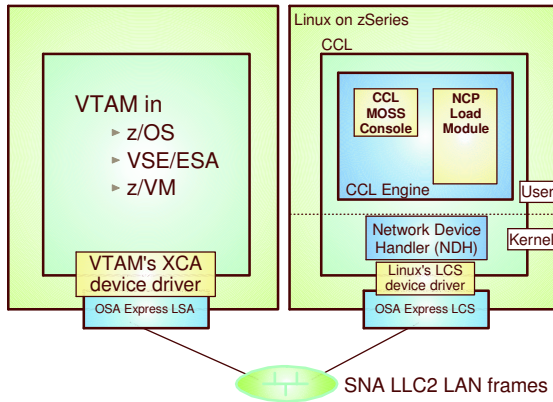 VTAM in
z/OS
VSE/ESA
z/VM
VTAM's XCA
device driver
OSA Express LSA
Linux on zSeries
CCL
CCL
MOSS
Console
NCP
Load
Module
CCL Engine
User
Network Device
Handler (NDH)
Kernel
Linux's LCS
device driver
OSA Express LCS
SNA LLC2 LAN frames